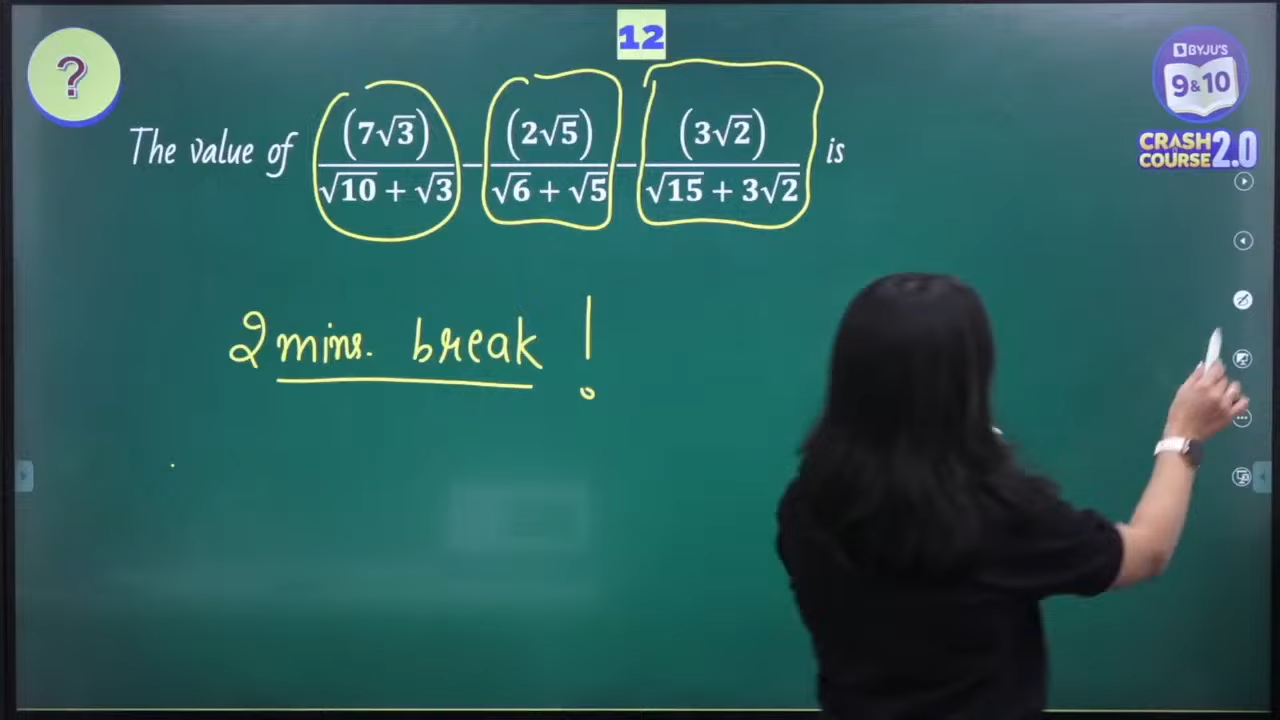 12
?
BYJU'S
9&10
CRASH COURSE 2.0
The value of (7√3)/(√10 + √3) − (2√5)/(√6 + √5) − (3√2)/(√15 + 3√2) is
2 mins. break !